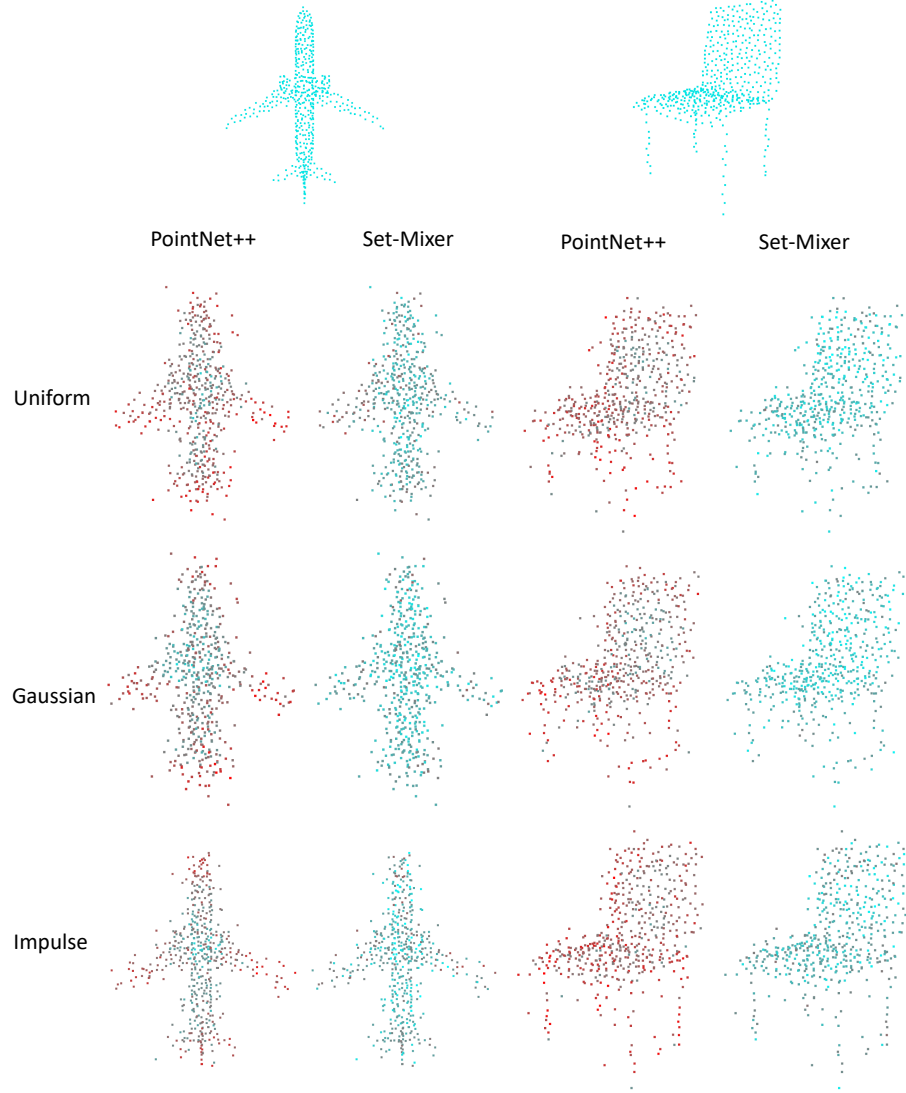 PointNet++ Set-Mixer PointNet++ Set-Mixer
Uniform
Gaussian
Impulse